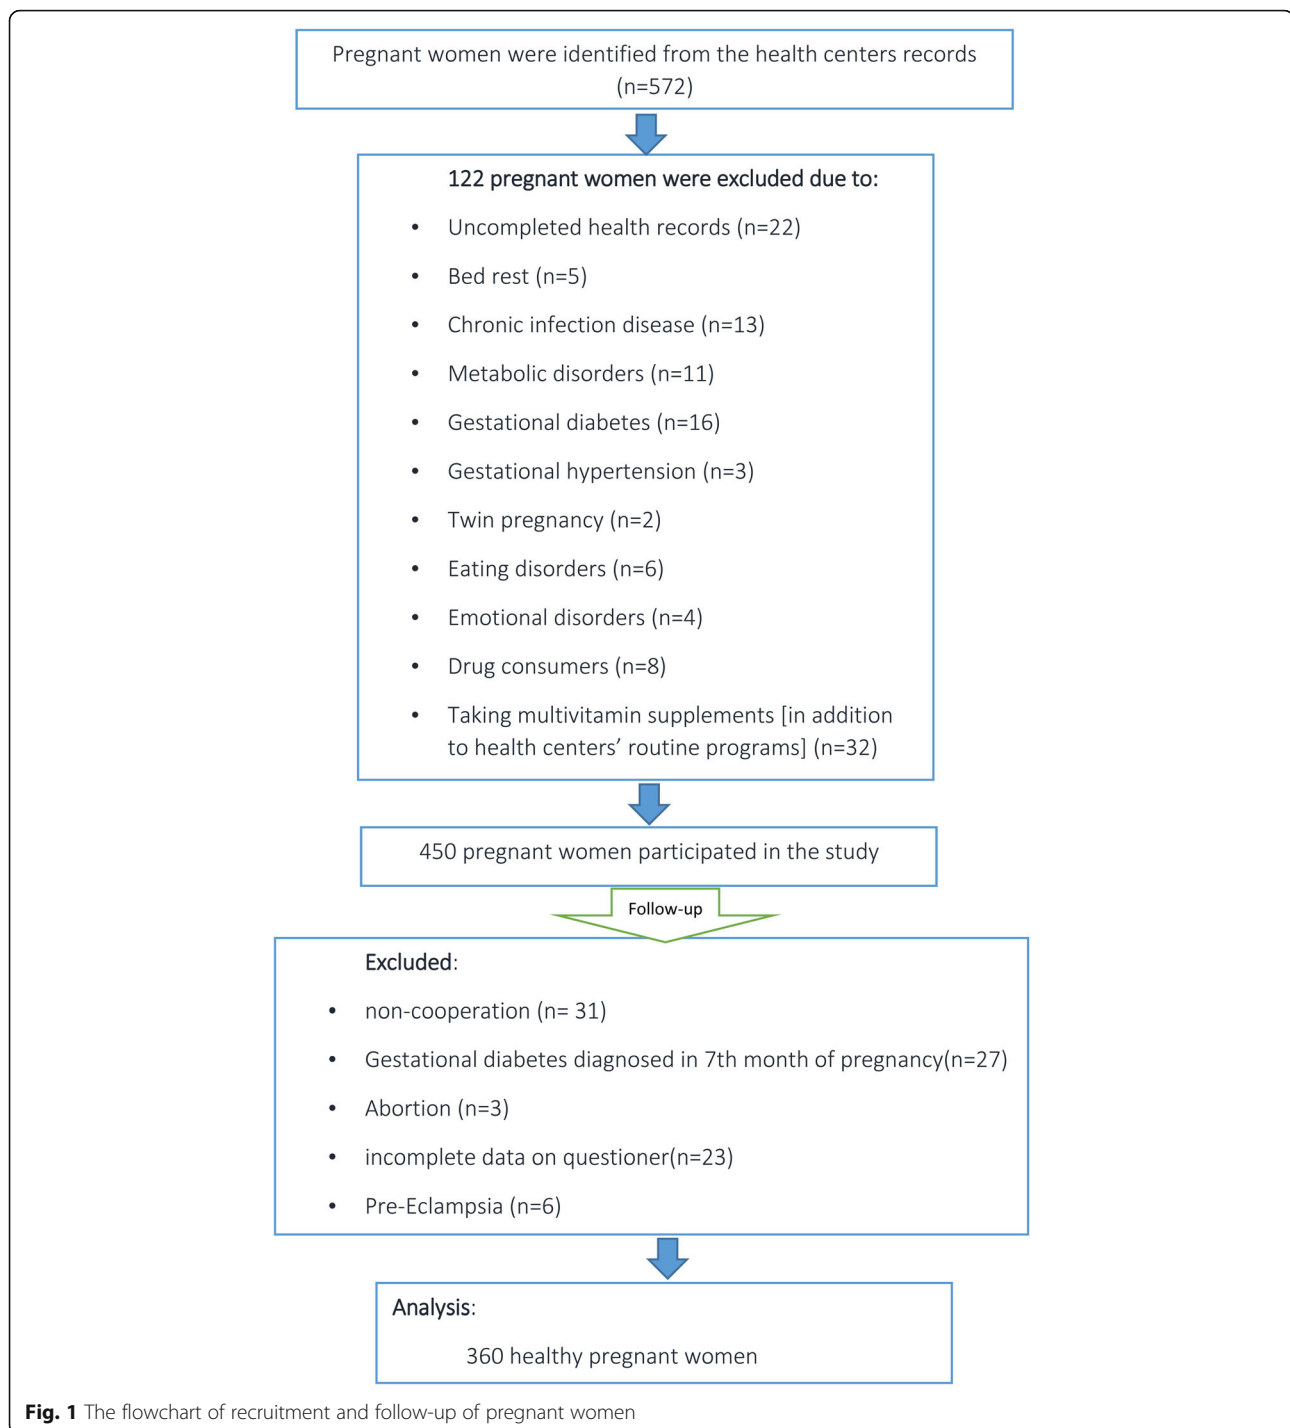 Pregnant women were identified from the health centers records
(n=572)
122 pregnant women were excluded due to:
• Uncompleted health records (n=22)
• Bed rest (n=5)
• Chronic infection disease (n=13)
• Metabolic disorders (n=11)
• Gestational diabetes (n=16)
• Gestational hypertension (n=3)
• Twin pregnancy (n=2)
• Eating disorders (n=6)
• Emotional disorders (n=4)
• Drug consumers (n=8)
• Taking multivitamin supplements [in addition
to health centers’ routine programs] (n=32)
450 pregnant women participated in the study
Follow-up
Excluded:
• non-cooperation (n= 31)
• Gestational diabetes diagnosed in 7th month of pregnancy(n=27)
• Abortion (n=3)
• incomplete data on questioner(n=23)
• Pre-Eclampsia (n=6)
Analysis:
360 healthy pregnant women
Fig. 1 The flowchart of recruitment and follow-up of pregnant women